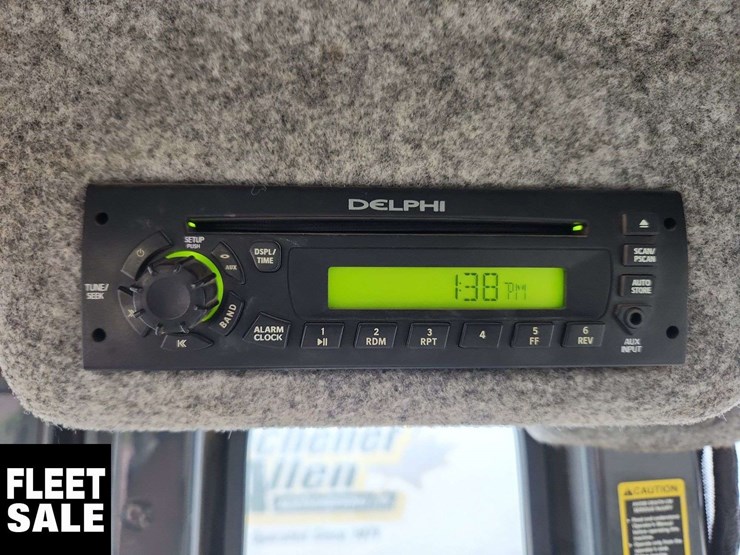 DELPHI
SETUP
PUSH
AUX
DSPL/
TIME
1:38 PM
SCAN/
PSCAN
TUNE/
SEEK
AUTO
STORE
BAND
ALARM
CLOCK
1
2
RDM
3
RPT
4
5
FF
6
REV
AUX
INPUT
Allen
CAUTION
FLEET
SALE